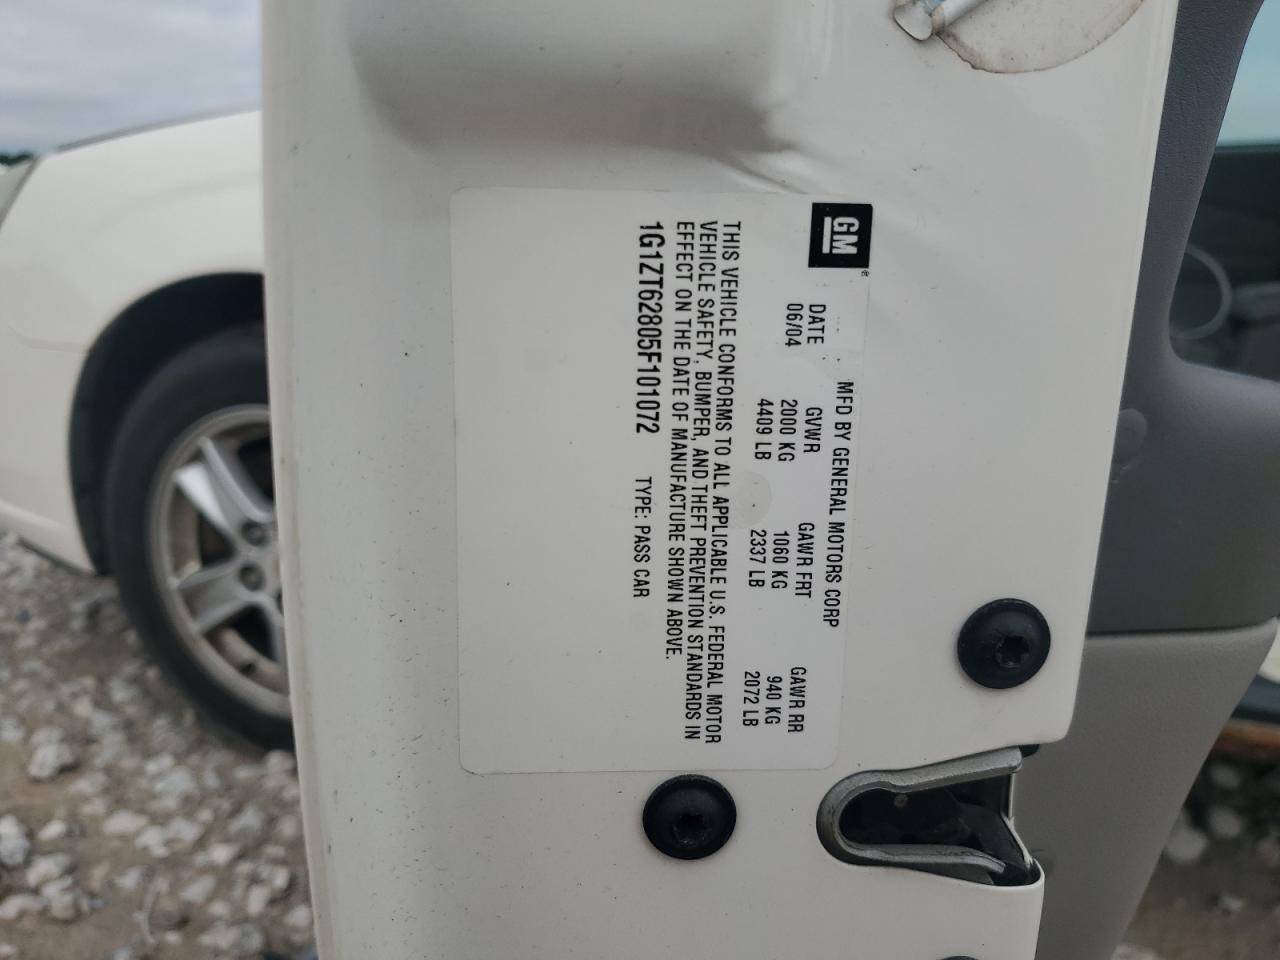 GM
MFD BY GENERAL MOTORS CORP
DATE GVWR GAWR FRT GAWR RR
06/04 2000 KG 1060 KG 940 KG
4409 LB 2337 LB 2072 LB
THIS VEHICLE CONFORMS TO ALL APPLICABLE U.S. FEDERAL MOTOR
VEHICLE SAFETY, BUMPER, AND THEFT PREVENTION STANDARDS IN
EFFECT ON THE DATE OF MANUFACTURE SHOWN ABOVE.
1G1ZT62805F101072 TYPE: PASS CAR